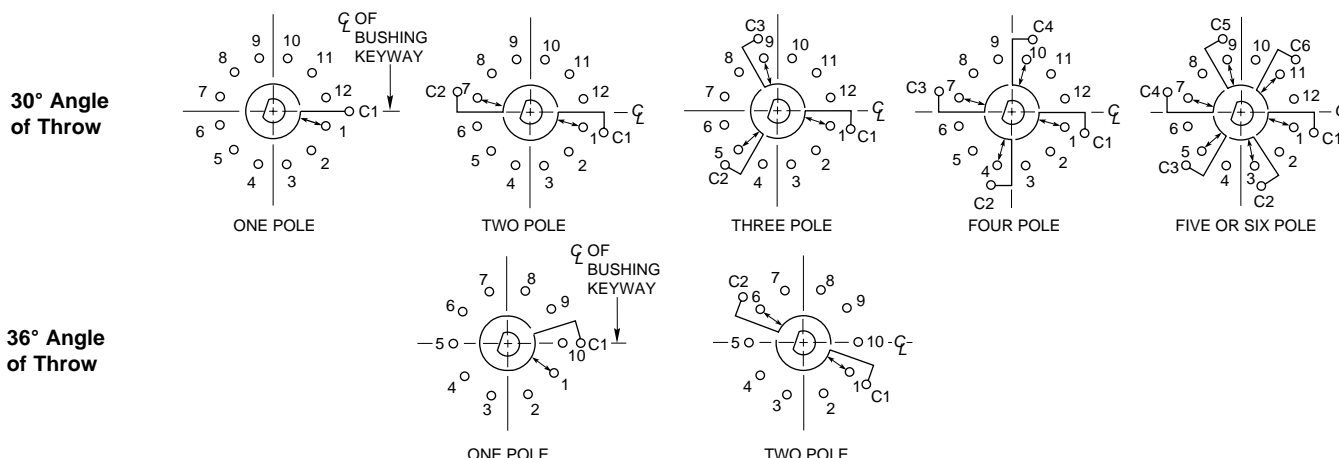 30° Angle
of Throw
℄ OF
BUSHING
KEYWAY
9 10
8 11
7 12
C1
6 1
5 2
4 3
ONE POLE
9 10
8 11
C2 7 12
℄
6 1 C1
5 2
4 3
TWO POLE
C3
9 10
8 11
7 12
℄
6 1 C1
5 2
C2 4 3
THREE POLE
C4
9 10
8 11
C3 7 12
℄
6 1 C1
5 2
4 3
C2
FOUR POLE
C5
9 10 C6
8 11
C4 7 12
6 1 C1
5 2
C3 4 3
C2
FIVE OR SIX POLE
36° Angle
of Throw
℄ OF
BUSHING
KEYWAY
7 8
6 9
5 10 C1
4 1
3 2
ONE POLE
C2 7 8
6 9
5 10 ℄
4 1 C1
3 2
TWO POLE